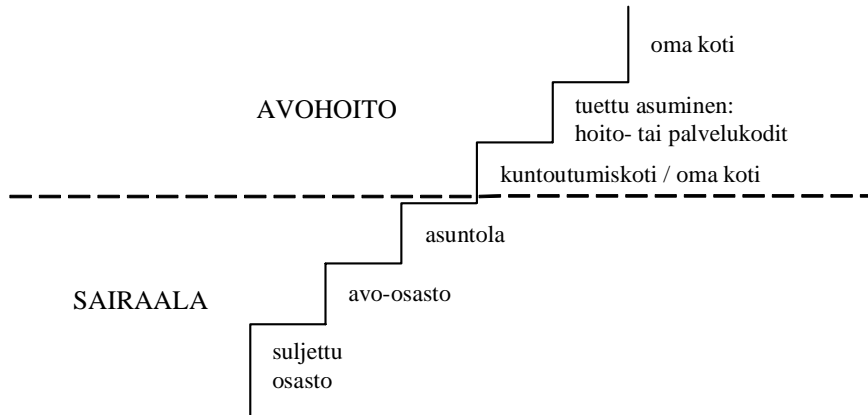 oma koti
AVOHOITO
tuettu asuminen:
hoito- tai palvelukodit
kuntoutumiskoti / oma koti
asuntola
SAIRAALA
avo-osasto
suljettu
osasto